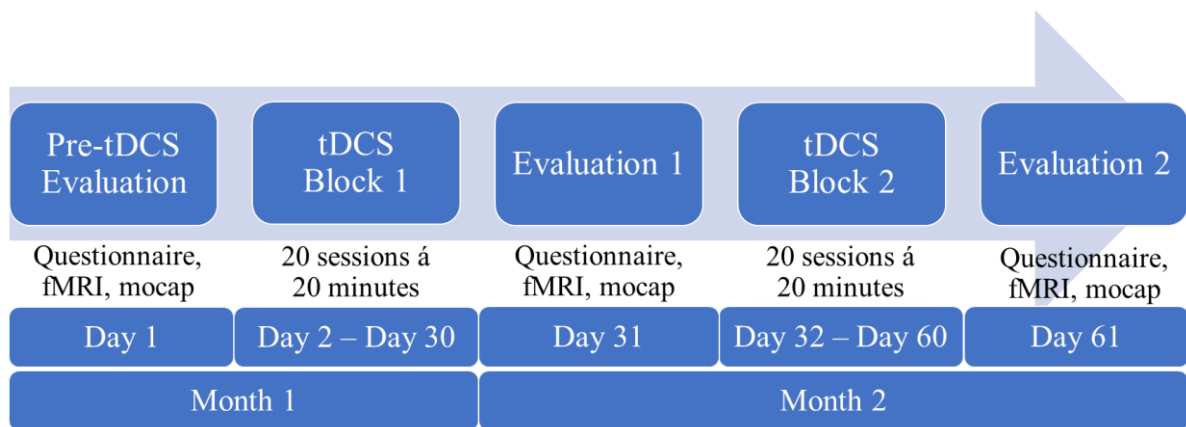 Pre-tDCS
Evaluation
tDCS
Block 1
Evaluation 1
tDCS
Block 2
Evaluation 2
Questionnaire,
fMRI, mocap
20 sessions á
20 minutes
Questionnaire,
fMRI, mocap
20 sessions á
20 minutes
Questionnaire,
fMRI, mocap
Day 1
Day 2 – Day 30
Day 31
Day 32 – Day 60
Day 61
Month 1
Month 2